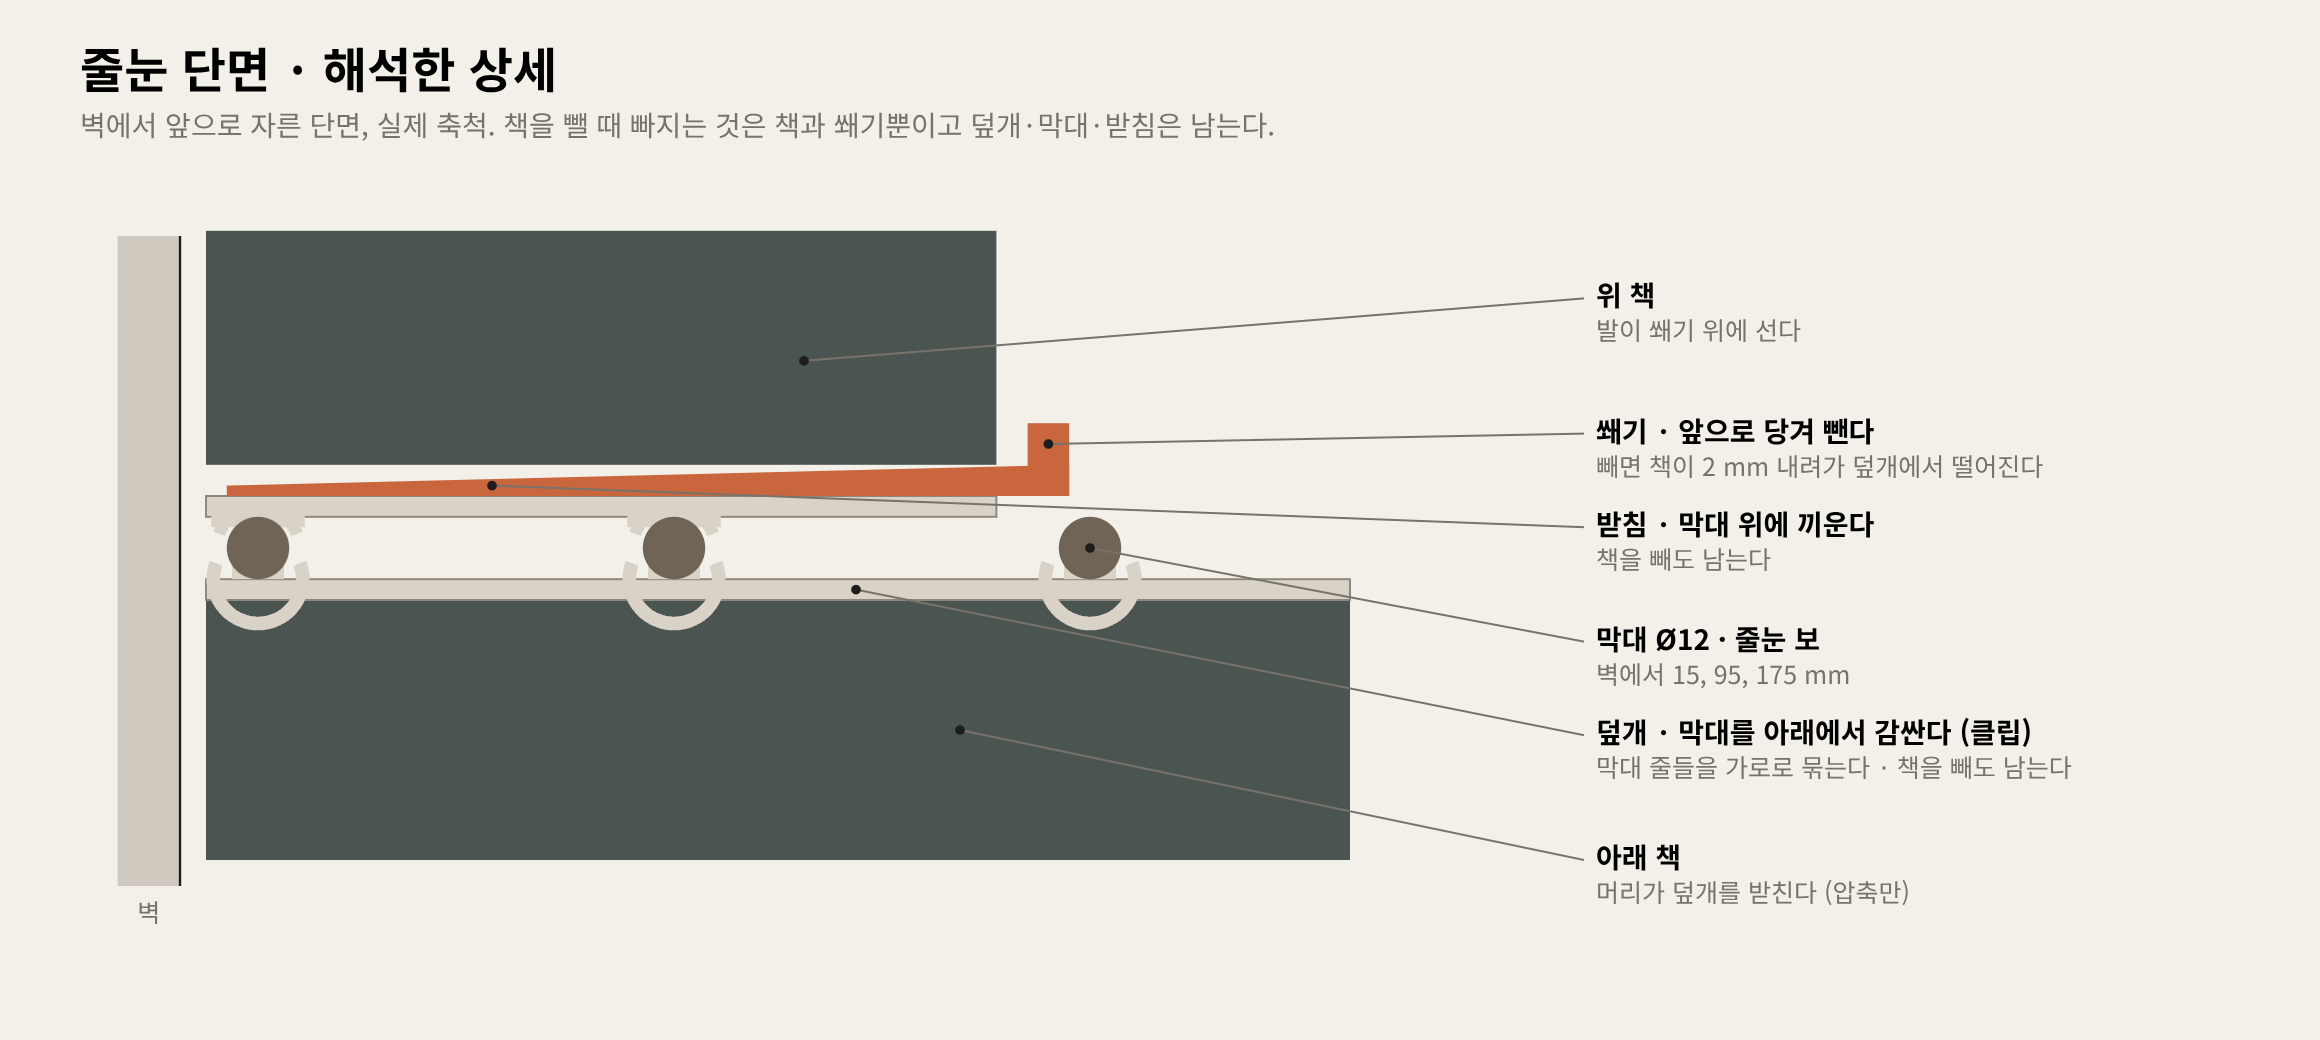 줄눈 단면 · 해석한 상세
벽에서 앞으로 자른 단면, 실제 축척. 책을 뺄 때 빠지는 것은 책과 쐐기뿐이고 덮개·막대·받침은 남는다.
위 책
발이 쐐기 위에 선다
쐐기 · 앞으로 당겨 뺀다
빼면 책이 2 mm 내려가 덮개에서 떨어진다
받침 · 막대 위에 끼운다
책을 빼도 남는다
막대 Ø12 · 줄눈 보
벽에서 15, 95, 175 mm
덮개 · 막대를 아래에서 감싼다 (클립)
막대 줄들을 가로로 묶는다 · 책을 빼도 남는다
아래 책
머리가 덮개를 받친다 (압축만)
벽